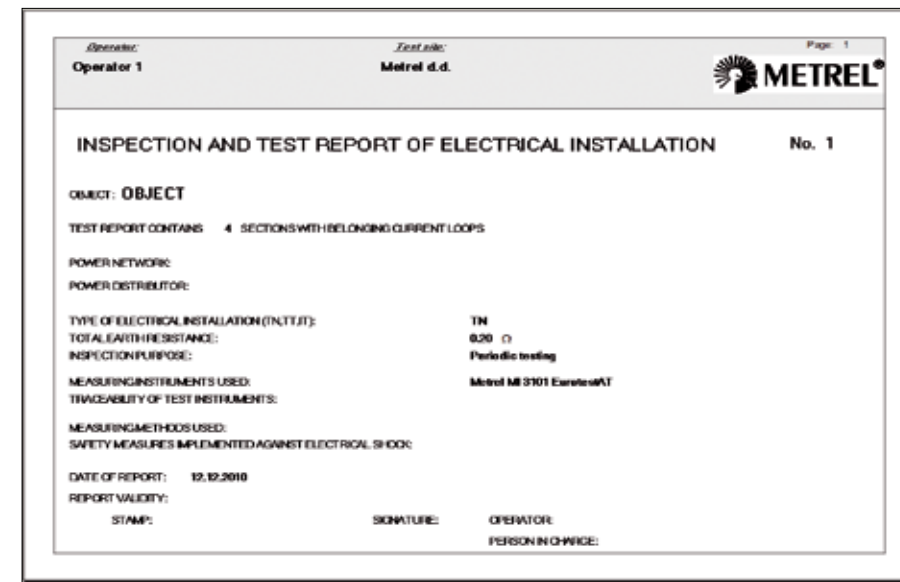 Operator: Test site: Page: 1
Operator 1 Metrel d.d.
METREL®
INSPECTION AND TEST REPORT OF ELECTRICAL INSTALLATION No. 1
OBJECT: OBJECT
TEST REPORT CONTAINS 4 SECTIONS WITH BELONGING CURRENT LOOPS
POWER NETWORK:
POWER DISTRIBUTOR:
TYPE OF ELECTRICAL INSTALLATION (TN,TT,IT): TN
TOTAL EARTH RESISTANCE: 0.20 Ω
INSPECTION PURPOSE: Periodic testing
MEASURING INSTRUMENTS USED: Metrel MI 3101 EurotestAT
TRACEABILITY OF TEST INSTRUMENTS:
MEASURING METHODS USED:
SAFETY MEASURES IMPLEMENTED AGAINST ELECTRICAL SHOCK:
DATE OF REPORT: 12.12.2010
REPORT VALIDITY:
STAMP: SIGNATURE: OPERATOR:
PERSON IN CHARGE: